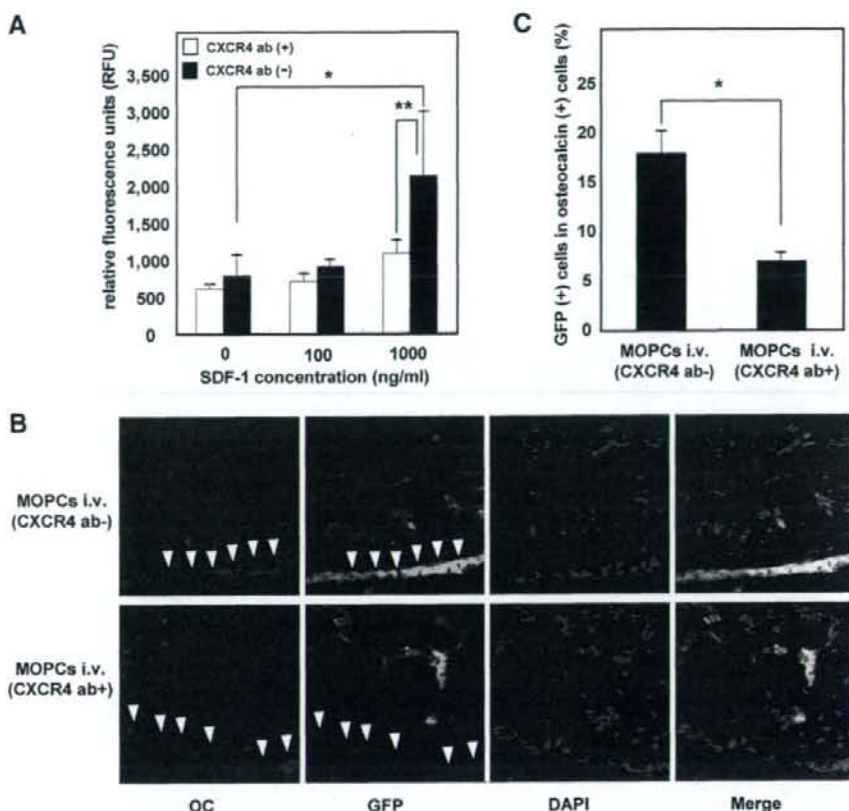 A
CXCR4 ab (+)
CXCR4 ab (-)
relative fluorescence units (RFU)
3,500
3,000
2,500
2,000
1,500
1,000
500
0
*
**
0 100 1000
SDF-1 concentration (ng/ml)
C
GFP (+) cells in osteocalcin (+) cells (%)
25
20
15
10
5
0
*
MOPCs i.v.
(CXCR4 ab-)
MOPCs i.v.
(CXCR4 ab+)
B
MOPCs i.v.
(CXCR4 ab-)
MOPCs i.v.
(CXCR4 ab+)
OC GFP DAPI Merge